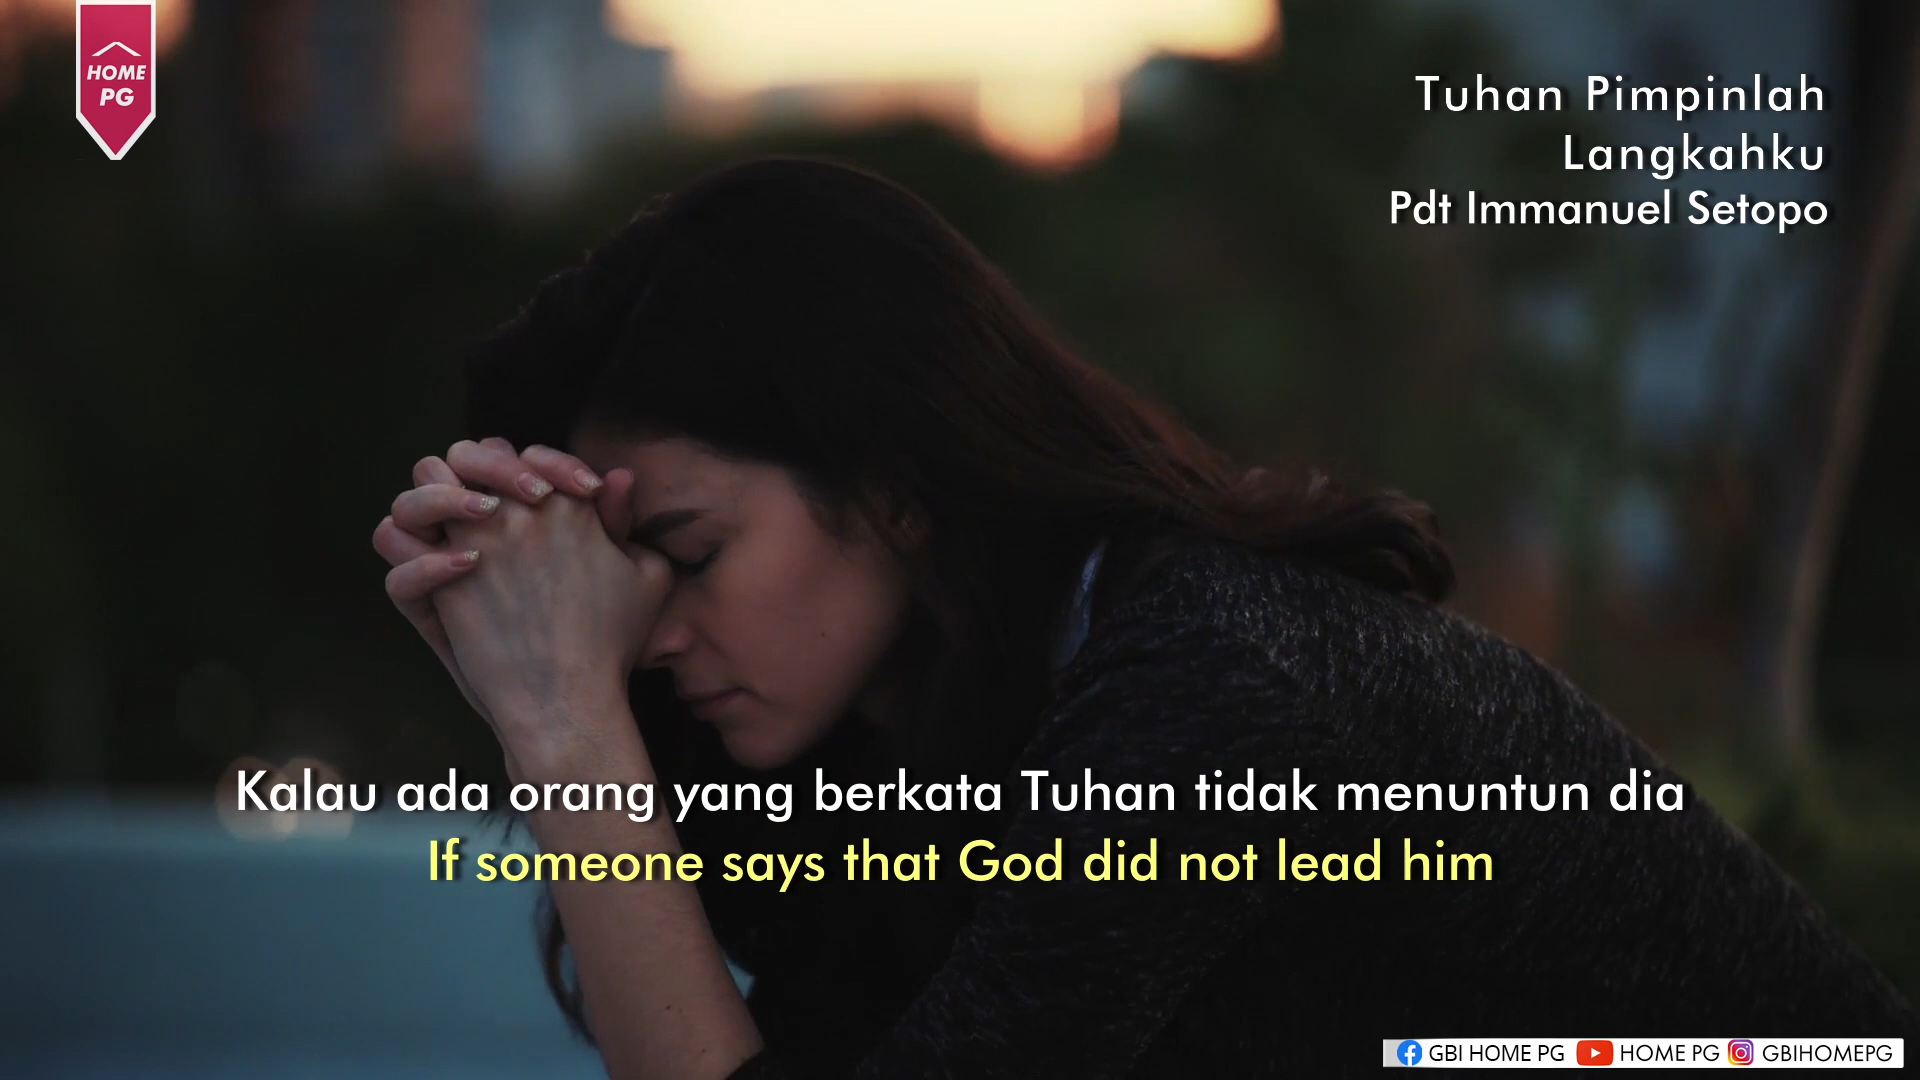 HOME
PG
Tuhan Pimpinlah
Langkahku
Pdt Immanuel Setopo
Kalau ada orang yang berkata Tuhan tidak menuntun dia
If someone says that God did not lead him
GBI HOME PG HOME PG GBIHOMEPG